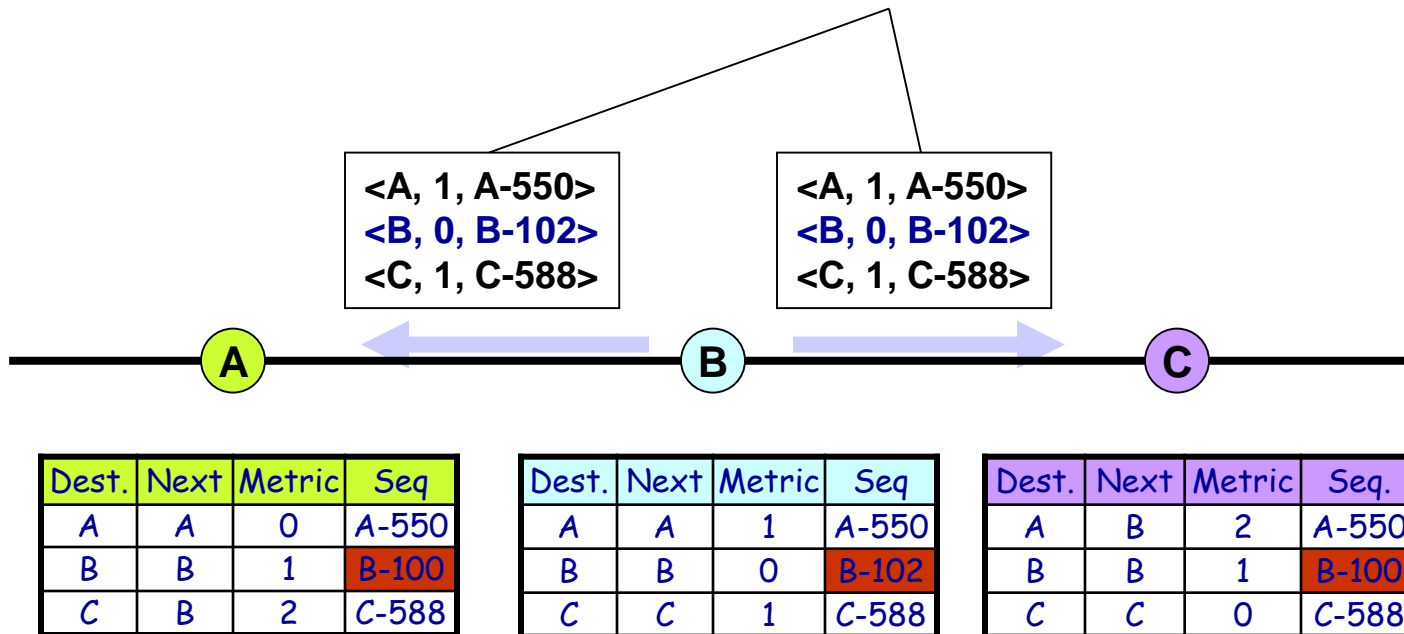 <A, 1, A-550>
<B, 0, B-102>
<C, 1, C-588>
<A, 1, A-550>
<B, 0, B-102>
<C, 1, C-588>
A B C
Dest. Next Metric Seq
A A 0 A-550
B B 1 B-100
C B 2 C-588
Dest. Next Metric Seq
A A 1 A-550
B B 0 B-102
C C 1 C-588
Dest. Next Metric Seq.
A B 2 A-550
B B 1 B-100
C C 0 C-588